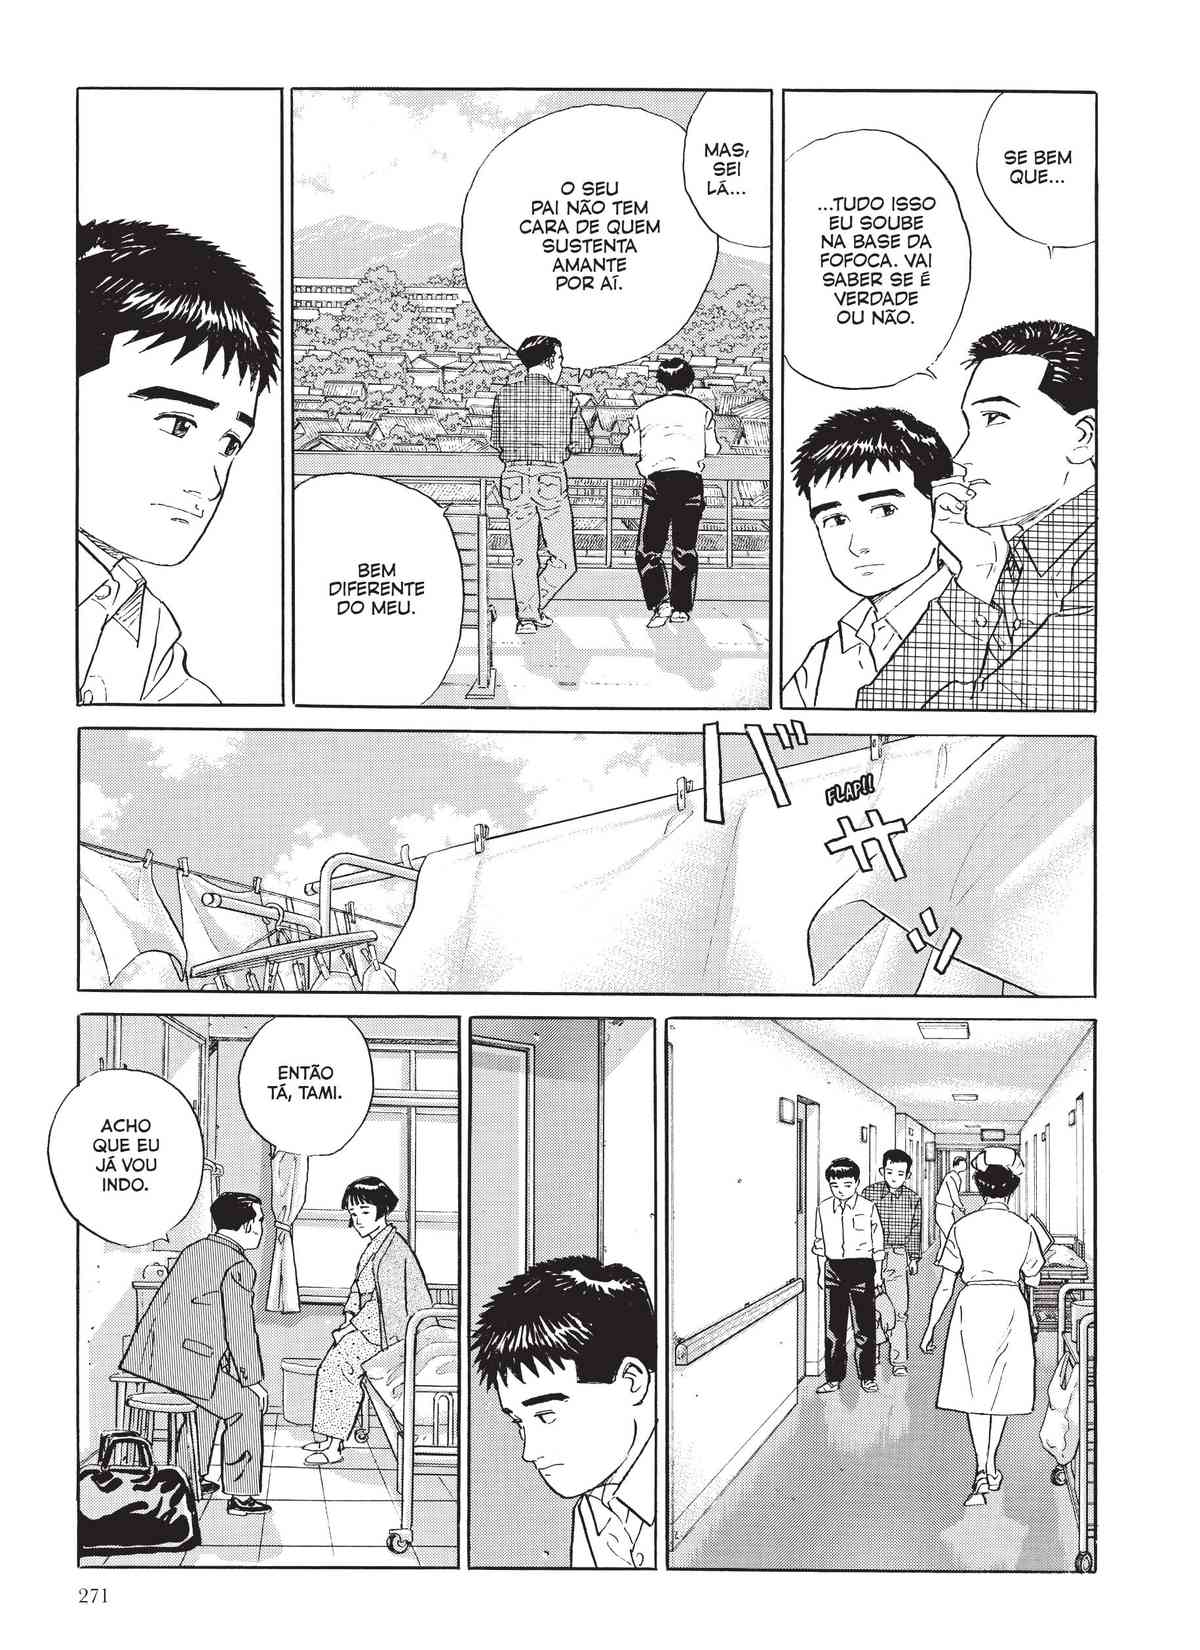 SE BEM
QUE...
...TUDO ISSO
EU SOUBE
NA BASE DA
FOFOCA. VAI
SABER SE É
VERDADE
OU NÃO.
MAS,
SEI
LÁ...
O SEU
PAI NÃO TEM
CARA DE QUEM
SUSTENTA
AMANTE
POR AÍ.
BEM
DIFERENTE
DO MEU.
バ
サ
ッ
FLAP!!
ENTÃO
TÁ, TAMI.
ACHO
QUE EU
JÁ VOU
INDO.
271